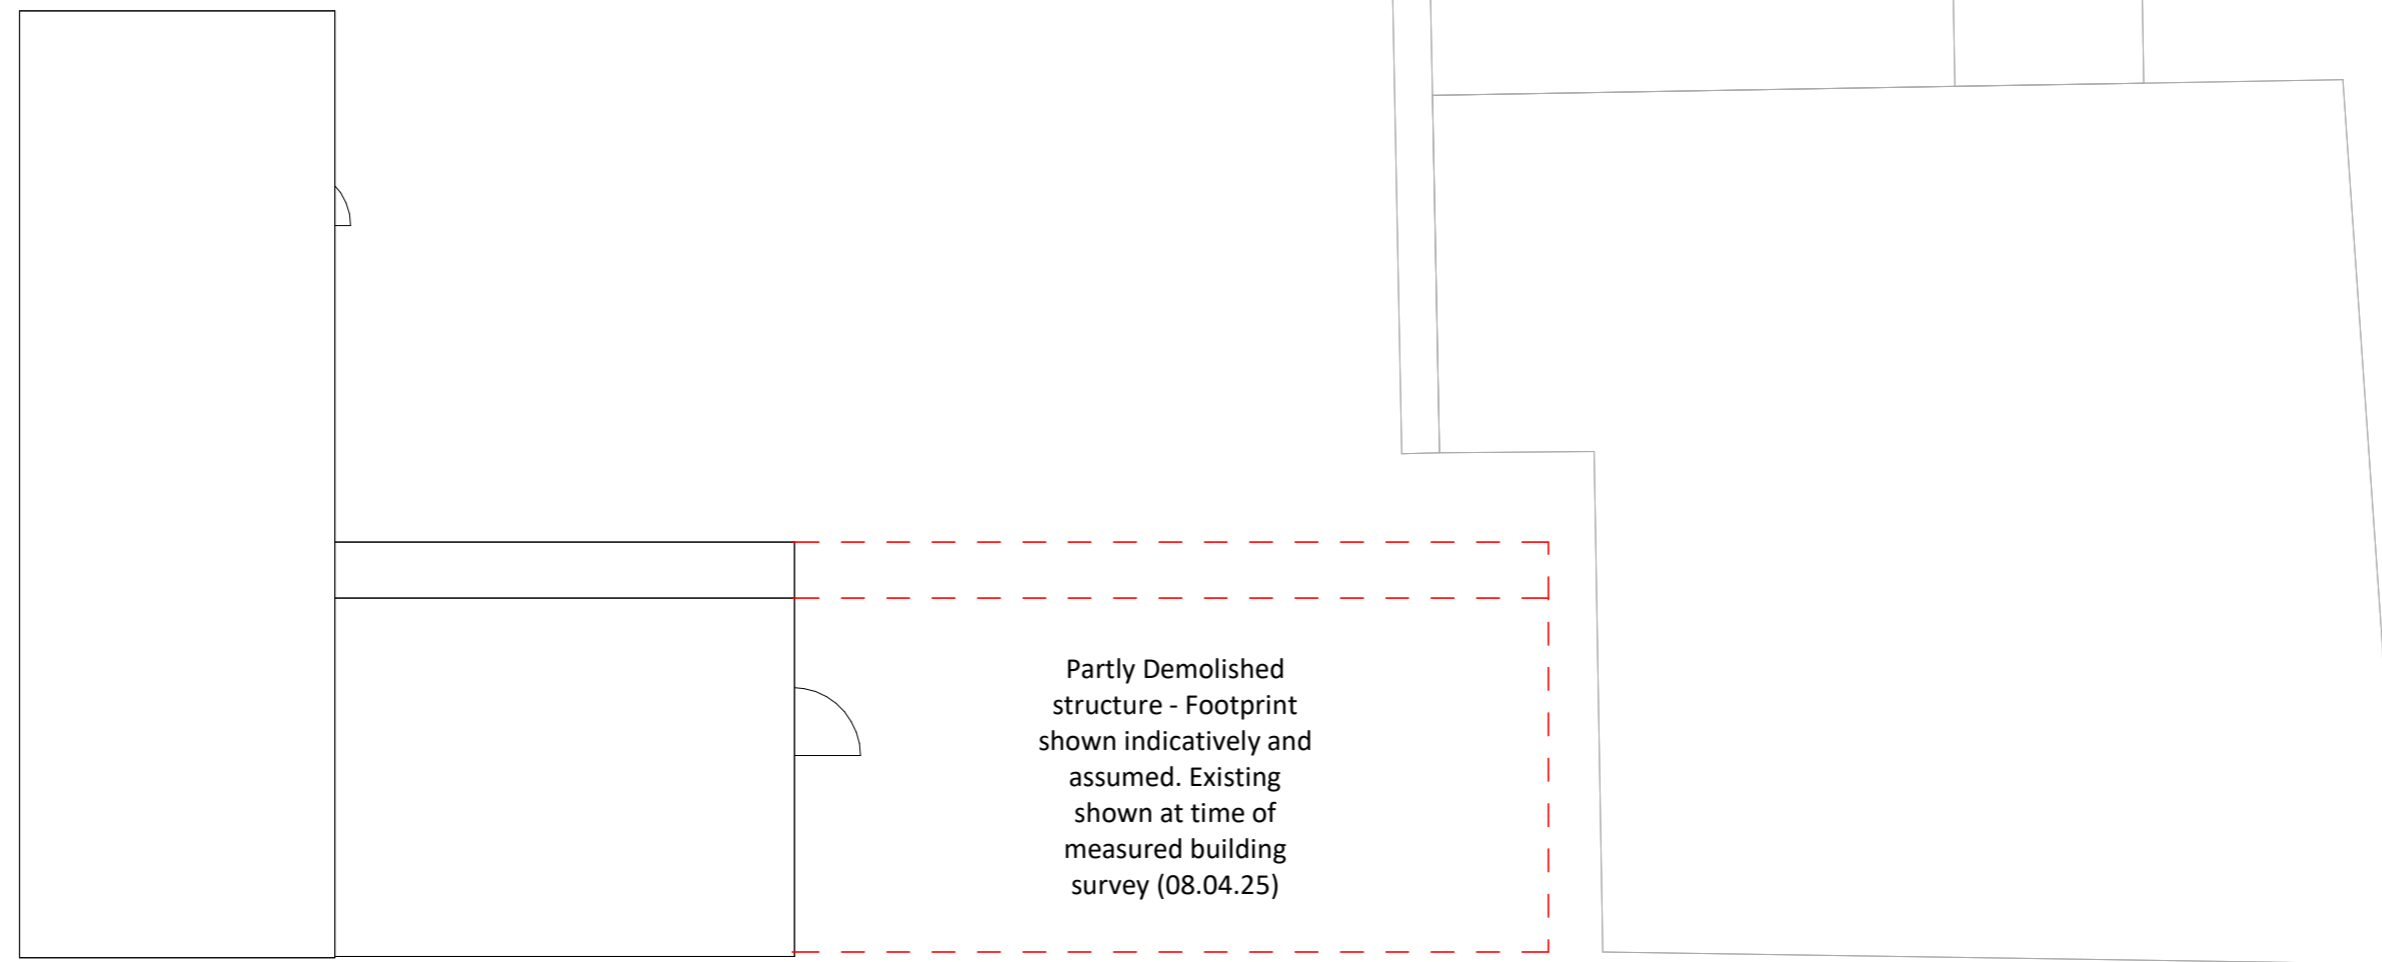 Partly Demolished
structure - Footprint
shown indicatively and
assumed. Existing
shown at time of
measured building
survey (08.04.25)